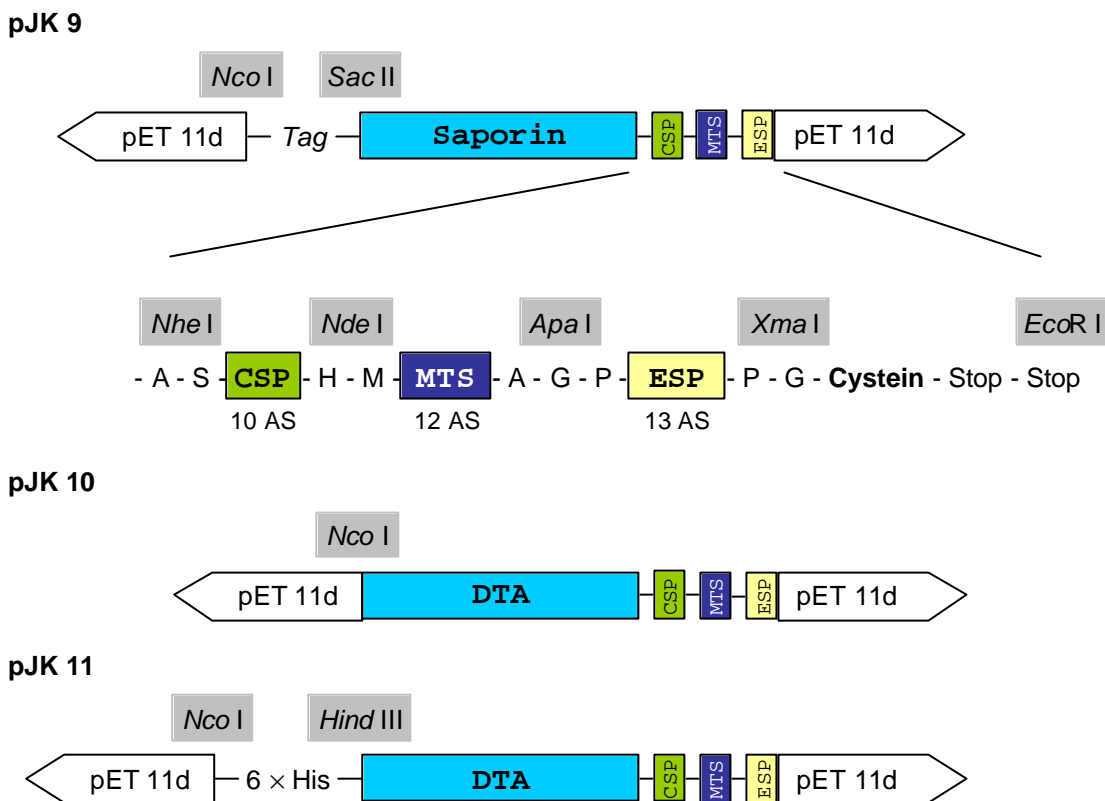 pJK 9
Nco I Sac II
pET 11d Tag Saporin CSP MTS ESP pET 11d
Nhe I Nde I Apa I Xma I EcoR I
- A - S - CSP - H - M - MTS - A - G - P - ESP - P - G - Cystein - Stop - Stop
10 AS 12 AS 13 AS
pJK 10
Nco I
pET 11d DTA CSP MTS ESP pET 11d
pJK 11
Nco I Hind III
pET 11d 6 × His DTA CSP MTS ESP pET 11d